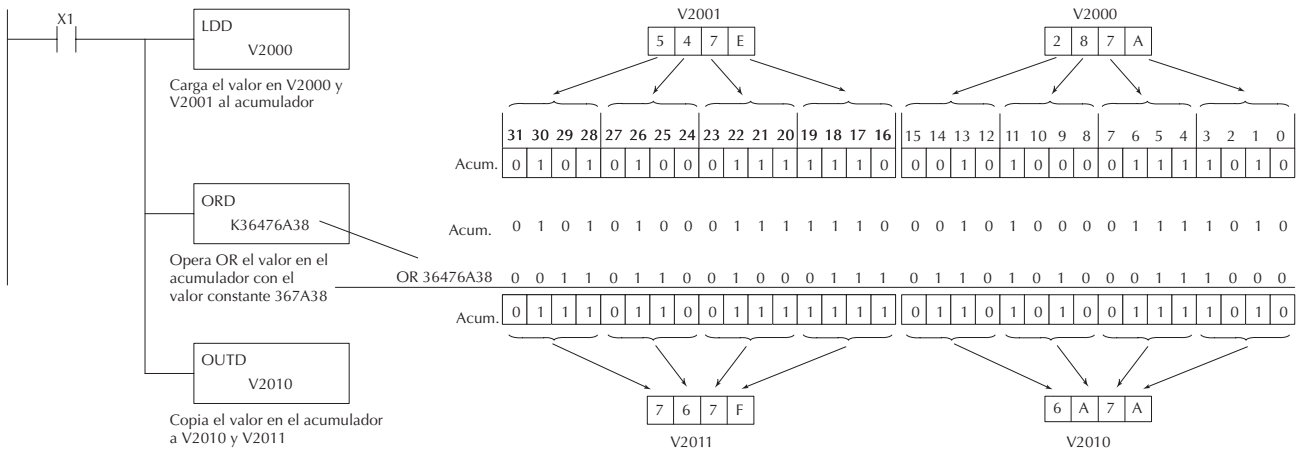 X1
LDD
V2000
Carga el valor en V2000 y
V2001 al acumulador
ORD
K36476A38
Opera OR el valor en el
acumulador con el
valor constante 367A38
OUTD
V2010
Copia el valor en el acumulador
a V2010 y V2011
V2001 V2000
5 4 7 E 2 8 7 A
31 30 29 28 27 26 25 24 23 22 21 20 19 18 17 16 15 14 13 12 11 10 9 8 7 6 5 4 3 2 1 0
Acum. 0 1 0 1 0 1 0 0 0 1 1 1 1 1 1 0 0 0 1 0 1 0 0 0 0 1 1 1 1 0 1 0
Acum. 0 1 0 1 0 1 0 0 0 1 1 1 1 1 1 0 0 0 1 0 1 0 0 0 0 1 1 1 1 0 1 0
OR 36476A38 0 0 1 1 0 1 1 0 0 1 0 0 0 1 1 1 0 1 1 0 1 0 1 0 0 0 1 1 1 0 0 0
Acum. 0 1 1 1 0 1 1 0 0 1 1 1 1 1 1 1 0 1 1 0 1 0 1 0 0 1 1 1 1 0 1 0
7 6 7 F 6 A 7 A
V2011 V2010